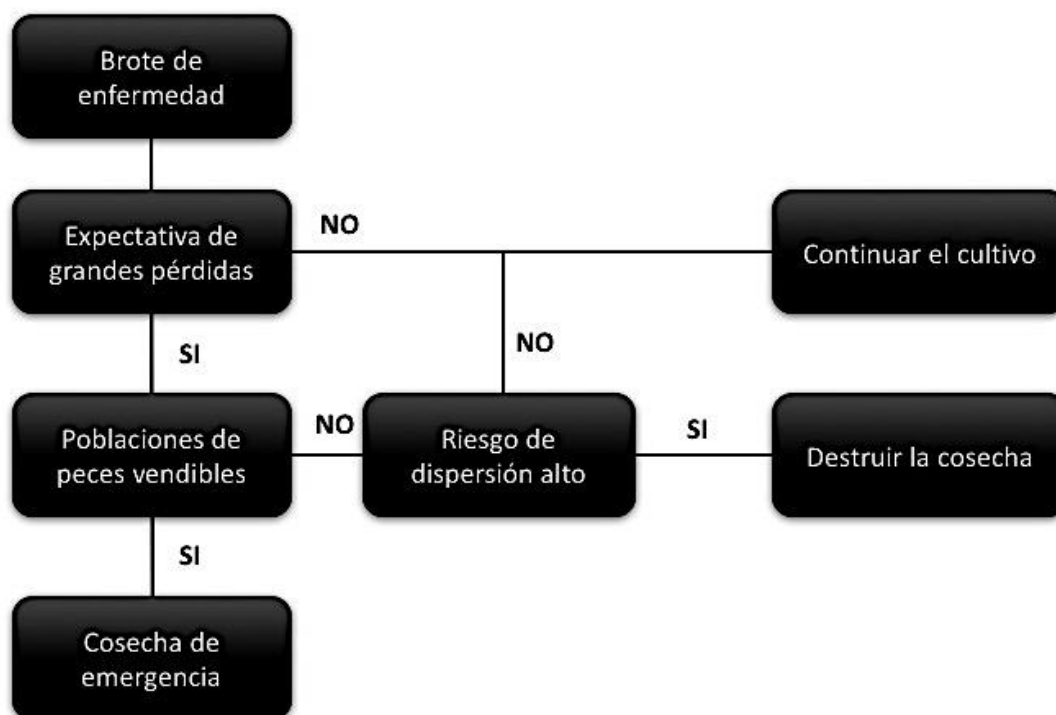 Brote de
enfermedad
Expectativa de
grandes pérdidas
NO
Continuar el cultivo
SI
NO
Poblaciones de
peces vendibles
NO
Riesgo de
dispersión alto
SI
Destruir la cosecha
SI
Cosecha de
emergencia